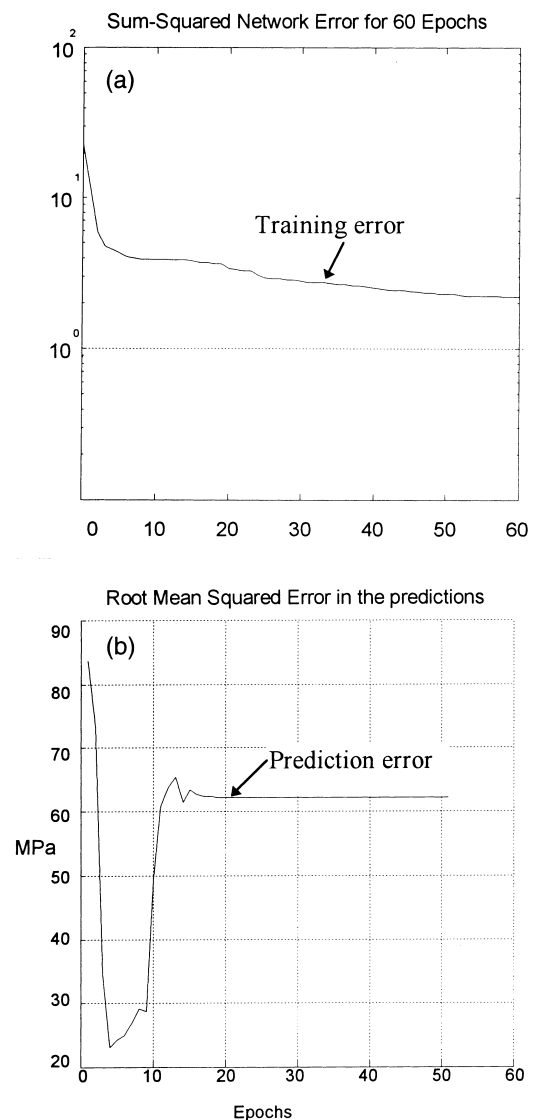 Sum-Squared Network Error for 60 Epochs
10^2
(a)
10^1
Training error
10^0
0 10 20 30 40 50 60
Root Mean Squared Error in the predictions
90
(b)
80
70
Prediction error
60
MPa
50
40
30
20
0 10 20 30 40 50 60
Epochs